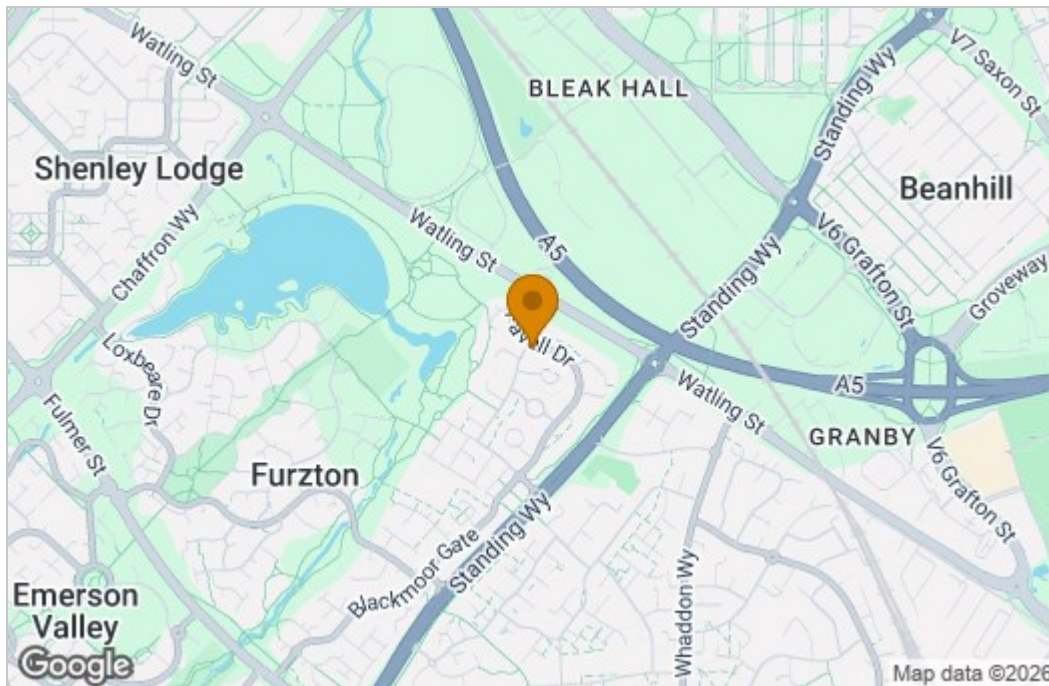 Watling St
BLEAK HALL
Standing Wy
V7 Saxon St
Shenley Lodge
Beanhill
Chaffron Wy
Watling St
A5
Standing Wy
V6 Grafton St
Groveway
Loxbeare Dr
Dr
Watling St
A5
Fulmer St
GRANBY
Furzton
V6 Grafton St
Standing Wy
Blackmoor Gate
Whaddon Wy
Emerson
Valley
Google
Map data ©2026